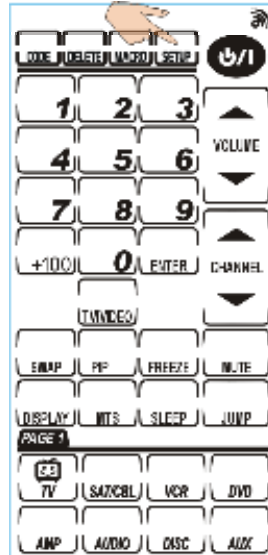 CODE DELETE MACRO SETUP
1 2 3
VOLUME
4 5 6
7 8 9
+100 0 ENTER CHANNEL
TV/VIDEO
SWAP PIP FREEZE MUTE
DISPLAY MTS SLEEP JUMP
PAGE 1
TV SAT/CBL VCR DVD
AMP AUDIO DISC AUX